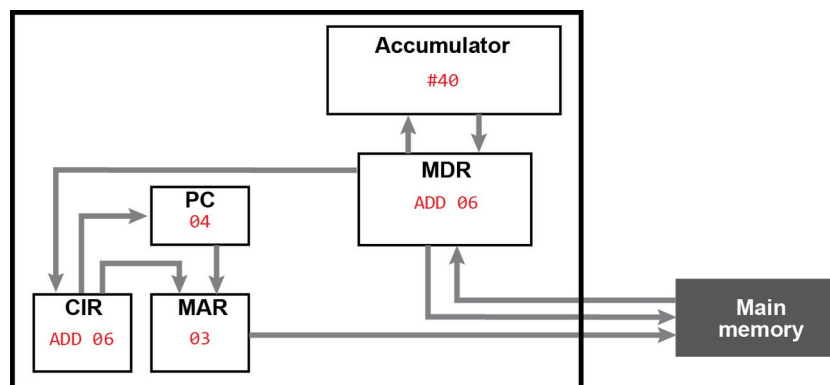 Accumulator
#40
MDR
ADD 06
PC
04
CIR
ADD 06
MAR
03
Main
memory